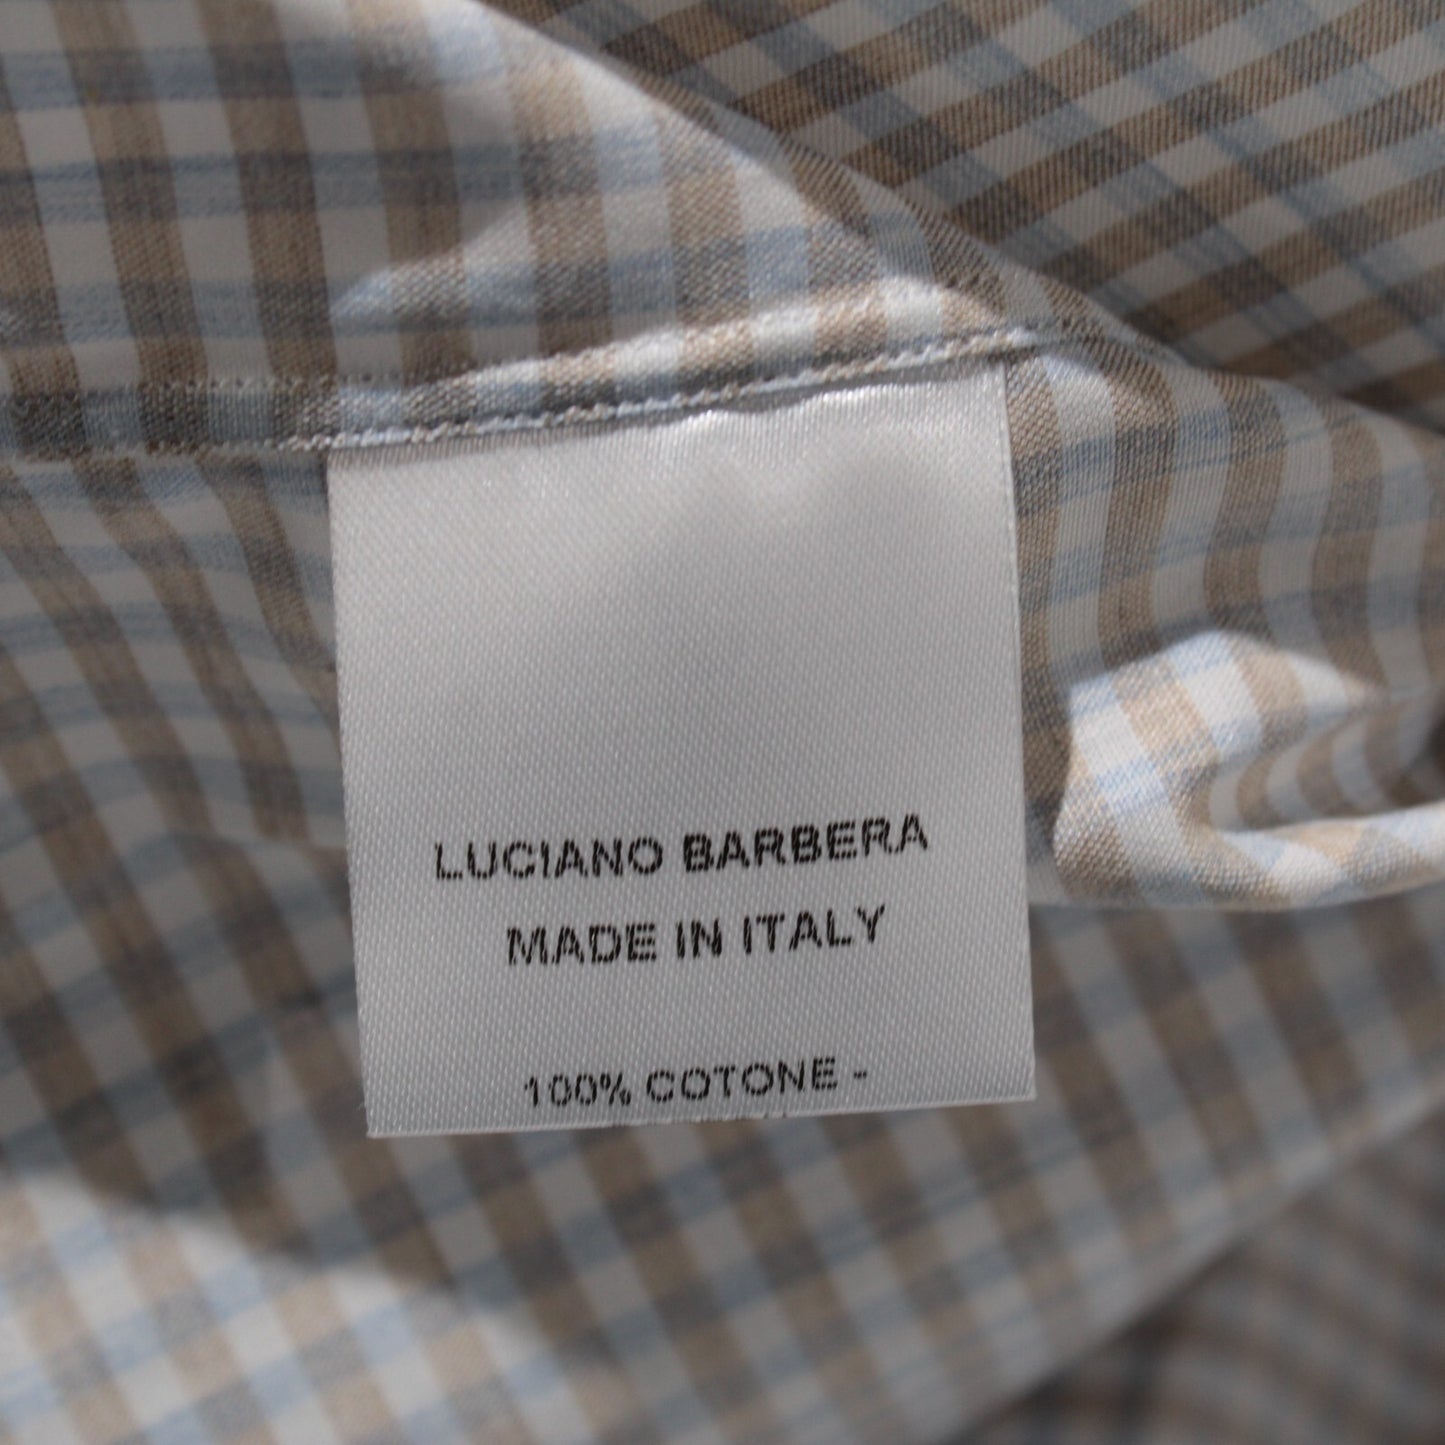 LUCIANO BARBERA
MADE IN ITALY
100% COTONE -